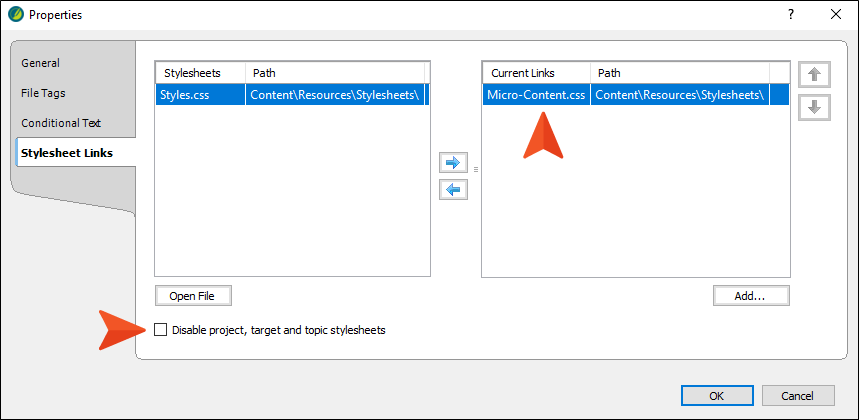 Properties
?
General
File Tags
Conditional Text
Stylesheet Links
Stylesheets Path
Styles.css Content\Resources\Stylesheets\
Current Links Path
Micro-Content.css Content\Resources\Stylesheets\
Open File
Add...
Disable project, target and topic stylesheets
OK
Cancel